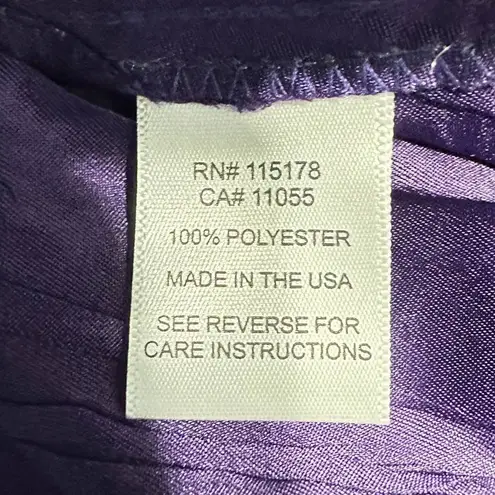 RN# 115178
CA# 11055
100% POLYESTER
MADE IN THE USA
SEE REVERSE FOR
CARE INSTRUCTIONS